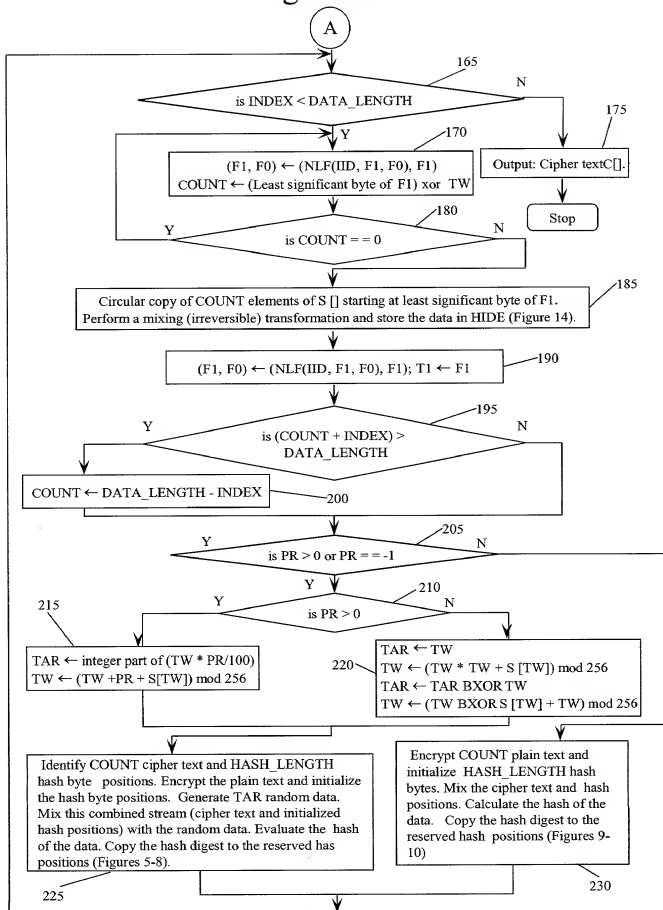 A
165
is INDEX < DATA_LENGTH
N
Y
170
175
(F1, F0) ← (NLF(IID, F1, F0), F1)
COUNT ← (Least significant byte of F1) xor TW
Output: Cipher textC[].
Stop
180
Y
is COUNT = = 0
N
185
Circular copy of COUNT elements of S [] starting at least significant byte of F1.
Perform a mixing (irreversible) transformation and store the data in HIDE (Figure 14).
190
(F1, F0) ← (NLF(IID, F1, F0), F1); T1 ← F1
195
Y
is (COUNT + INDEX) >
DATA_LENGTH
N
COUNT ← DATA_LENGTH - INDEX
200
205
Y
is PR > 0 or PR = = -1
N
Y
210
215
Y
is PR > 0
N
TAR ← integer part of (TW * PR/100)
TW ← (TW +PR + S[TW]) mod 256
220
TAR ← TW
TW ← (TW * TW + S [TW]) mod 256
TAR ← TAR BXOR TW
TW ← (TW BXOR S [TW] + TW) mod 256
Identify COUNT cipher text and HASH_LENGTH
hash byte positions. Encrypt the plain text and initialize
the hash byte positions. Generate TAR random data.
Mix this combined stream (cipher text and initialized
hash positions) with the random data. Evaluate the hash
of the data. Copy the hash digest to the reserved has
positions (Figures 5-8).
225
Encrypt COUNT plain text and
initialize HASH_LENGTH hash
bytes. Mix the cipher text and hash
positions. Calculate the hash of the
data. Copy the hash digest to the
reserved hash positions (Figures 9-
10)
230